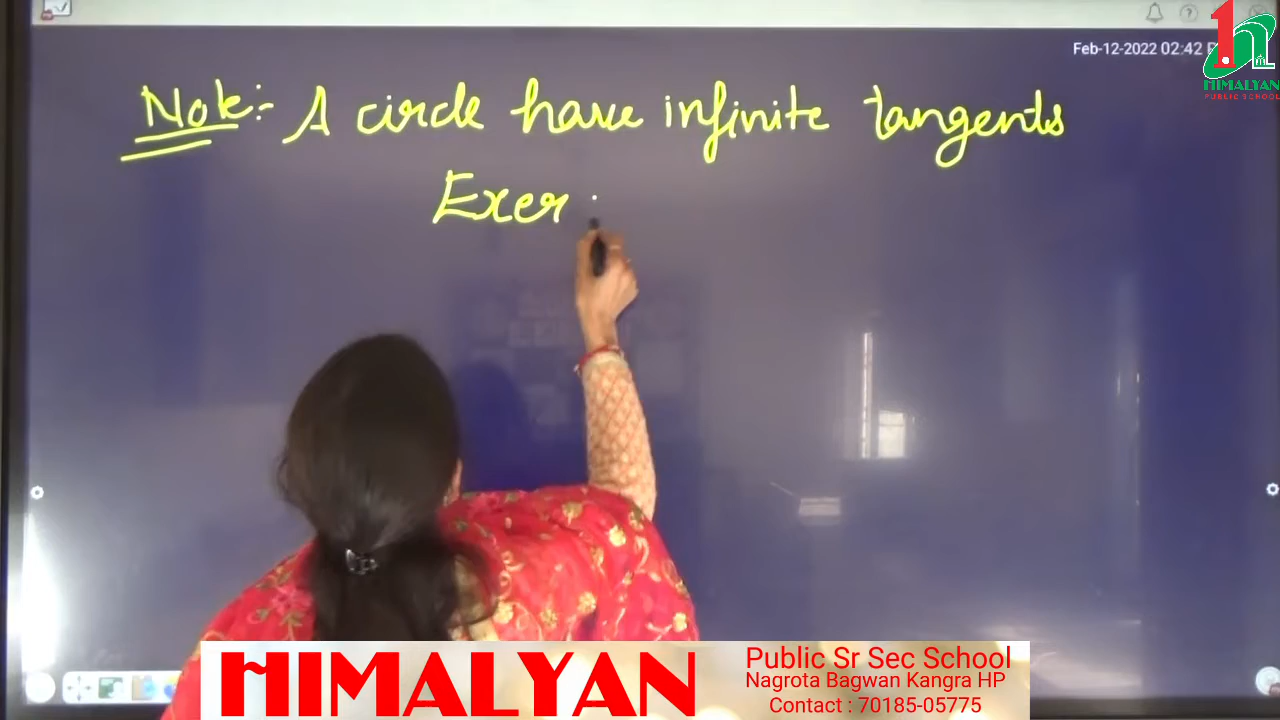 Feb-12-2022 02:42
HIMALYAN
PUBLIC SCHOOL
Note:- A circle have infinite tangents
Exer
HIMALYAN
Public Sr Sec School
Nagrota Bagwan Kangra HP
Contact : 70185-05775